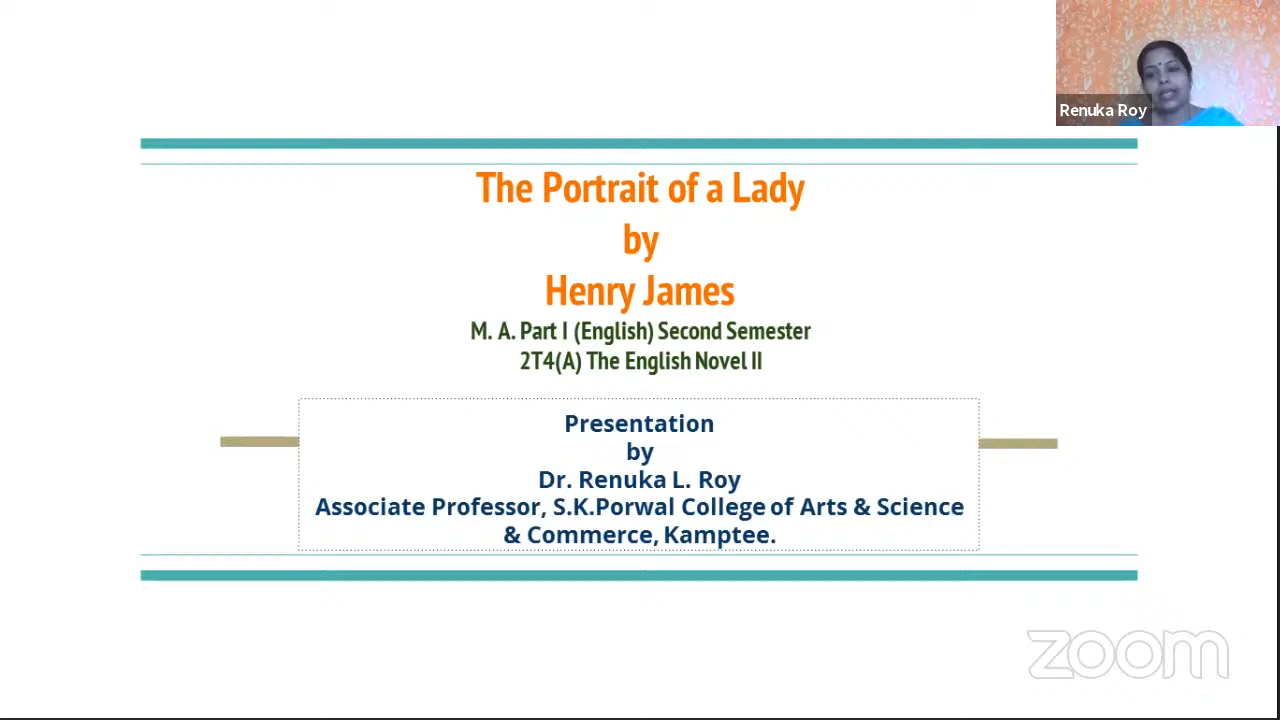 Renuka Roy
The Portrait of a Lady
by
Henry James
M. A. Part I (English) Second Semester
2T4(A) The English Novel II
Presentation
by
Dr. Renuka L. Roy
Associate Professor, S.K.Porwal College of Arts & Science
& Commerce, Kamptee.
zoom